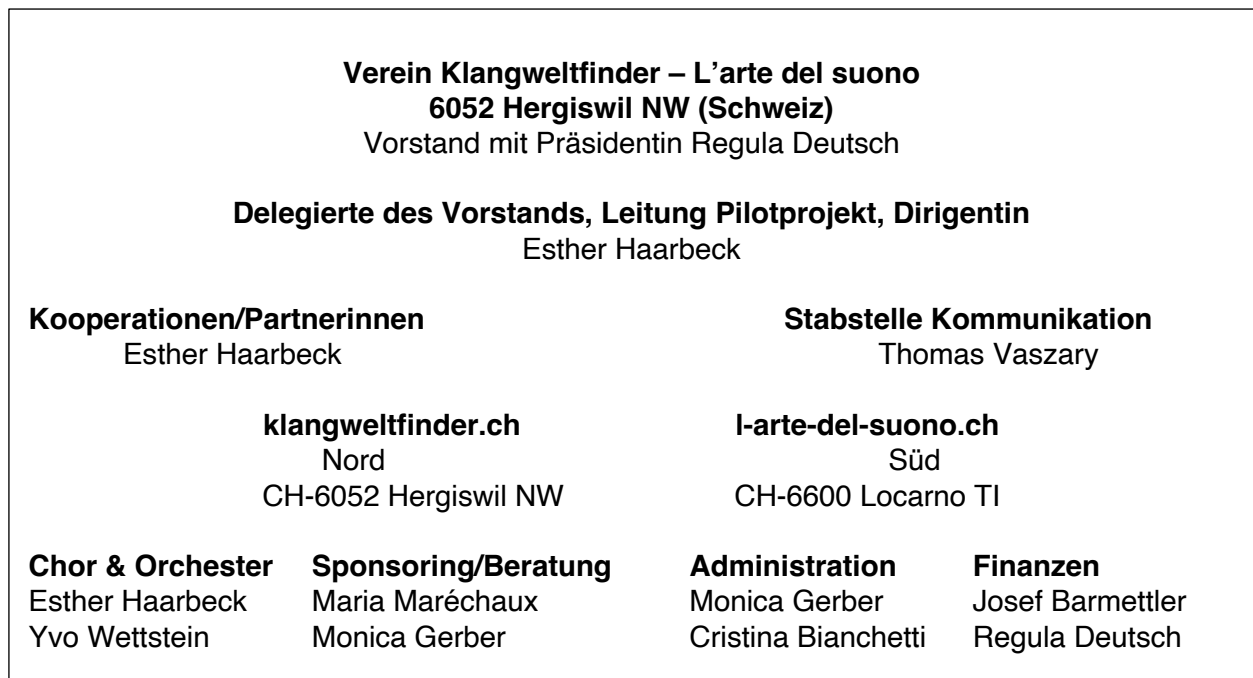 Verein Klangweltfinder – L’arte del suono
6052 Hergiswil NW (Schweiz)
Vorstand mit Präsidentin Regula Deutsch
Delegierte des Vorstands, Leitung Pilotprojekt, Dirigentin
Esther Haarbeck
Kooperationen/Partnerinnen Stabstelle Kommunikation
Esther Haarbeck Thomas Vaszary
klangweltfinder.ch l-arte-del-suono.ch
Nord Süd
CH-6052 Hergiswil NW CH-6600 Locarno TI
Chor & Orchester Sponsoring/Beratung Administration Finanzen
Esther Haarbeck Maria Maréchaux Monica Gerber Josef Barmettler
Yvo Wettstein Monica Gerber Cristina Bianchetti Regula Deutsch